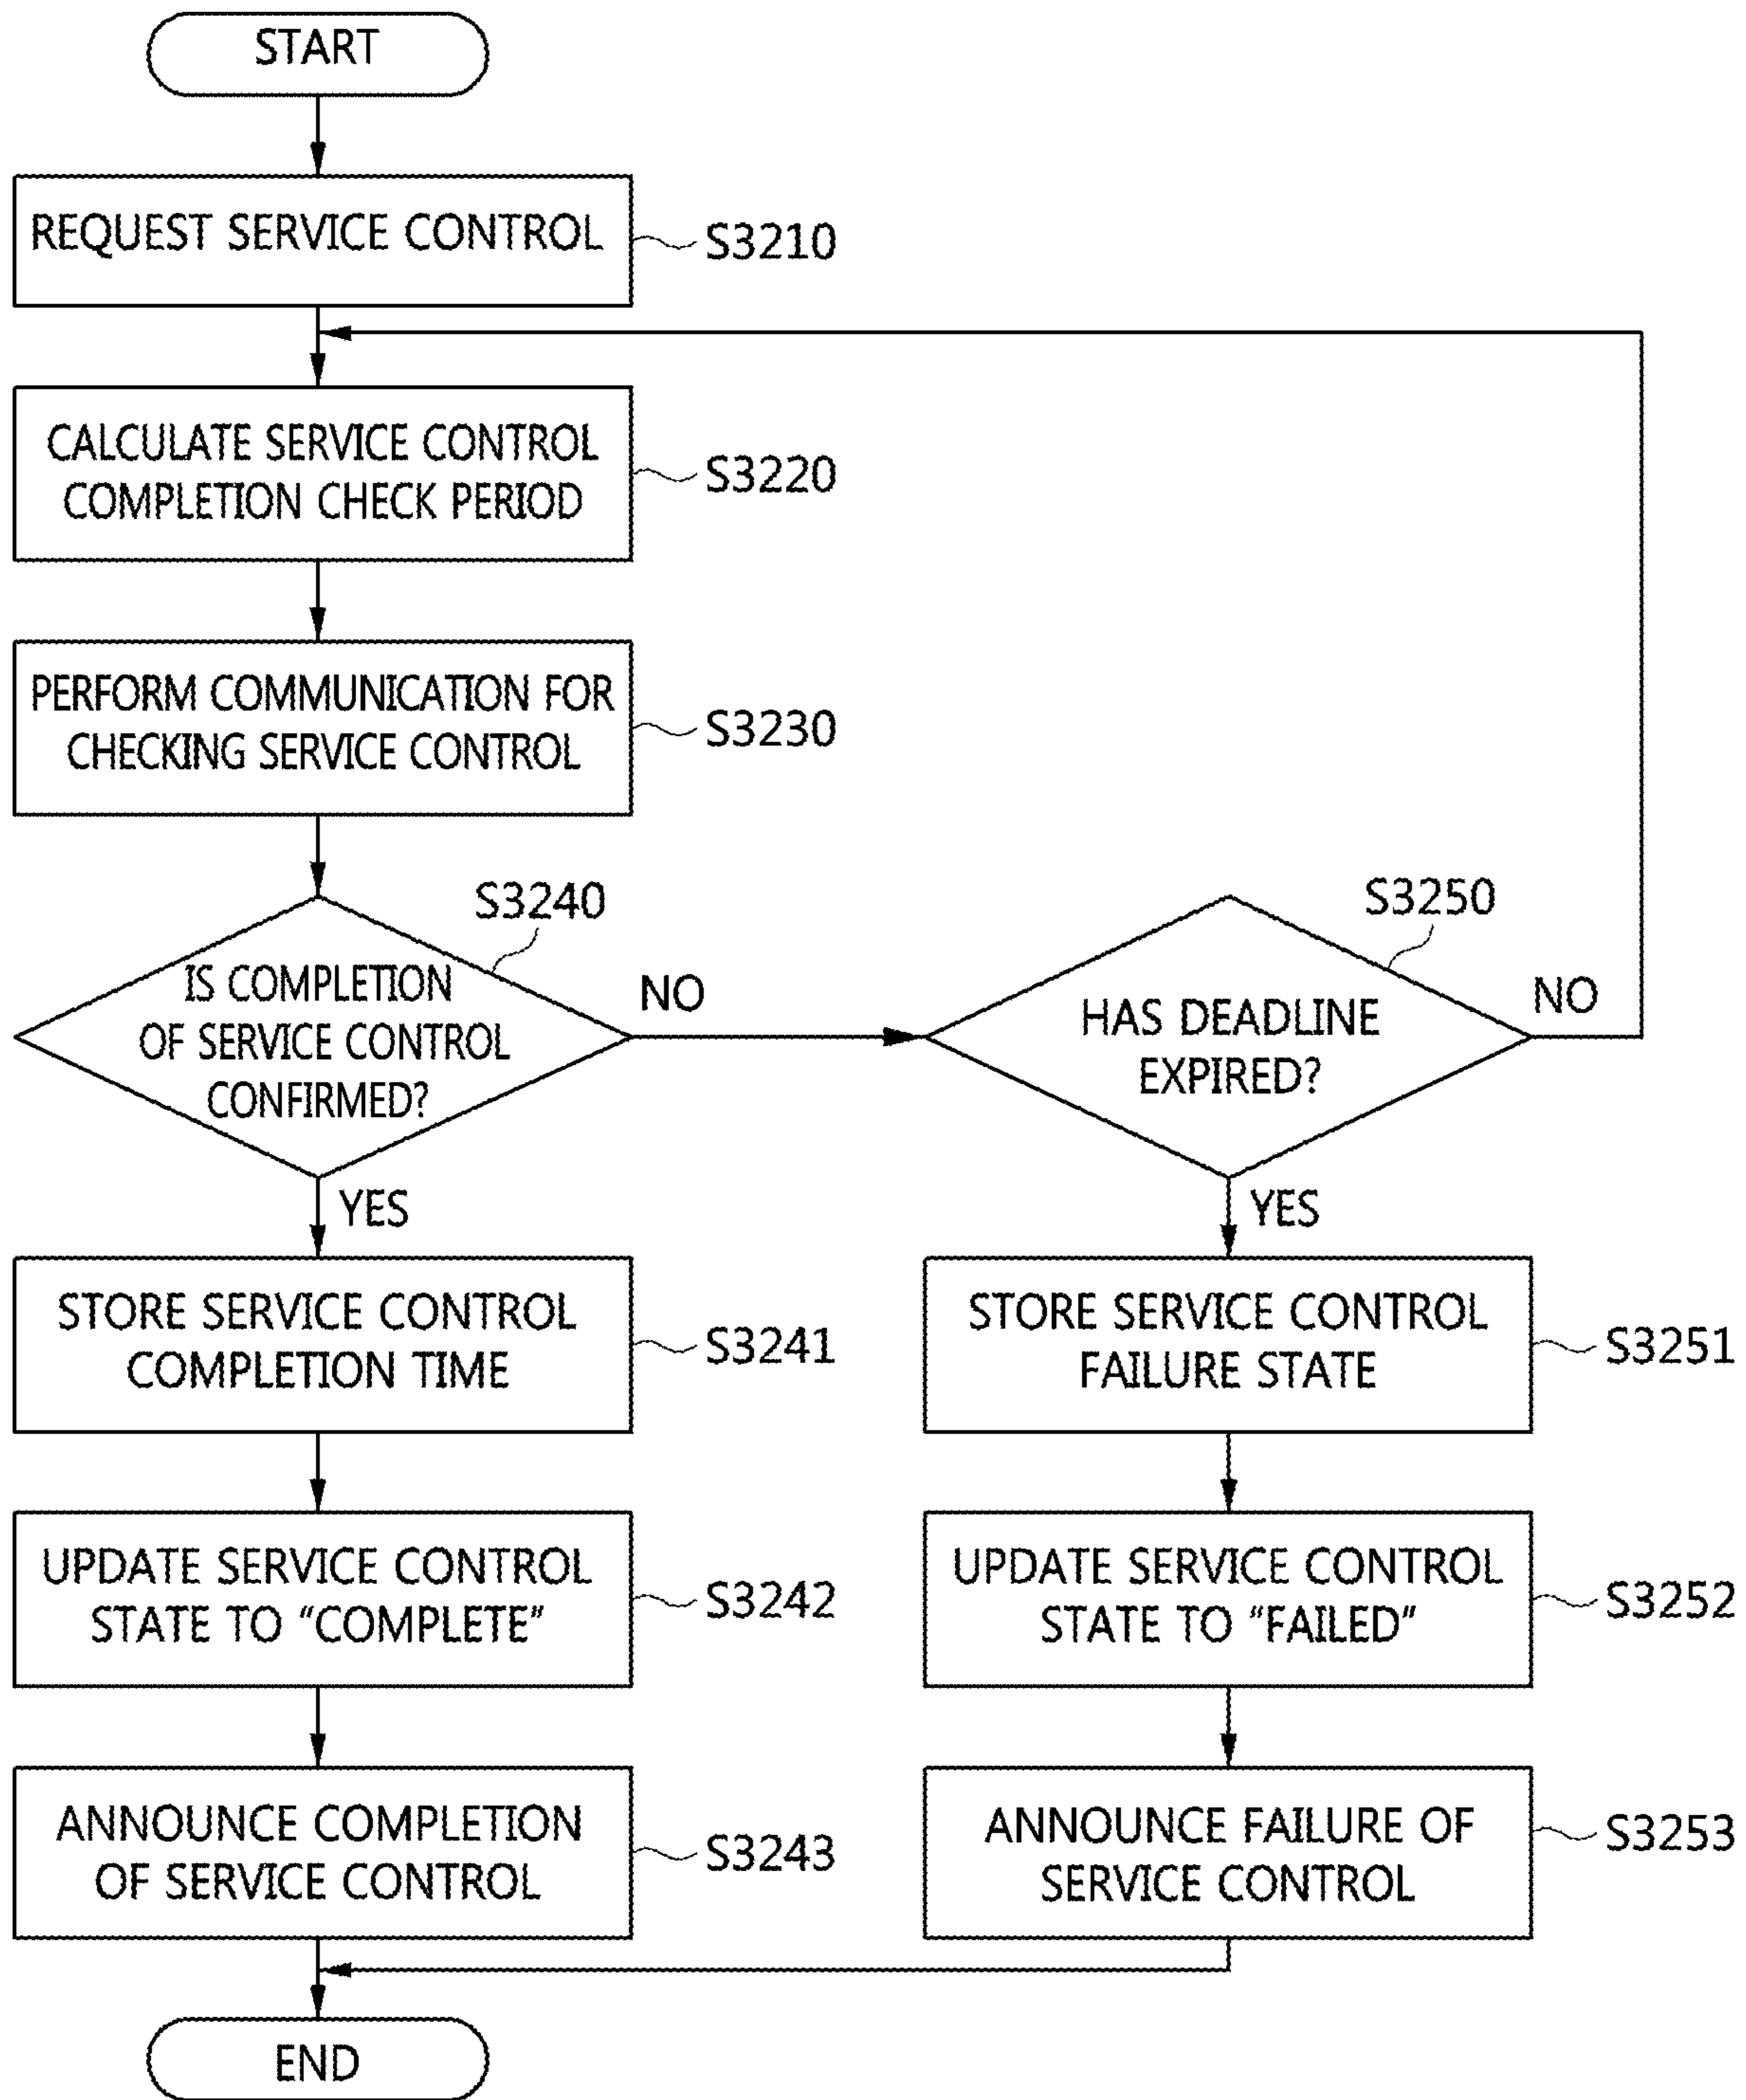 START
REQUEST SERVICE CONTROL
S3210
CALCULATE SERVICE CONTROL
COMPLETION CHECK PERIOD
S3220
PERFORM COMMUNICATION FOR
CHECKING SERVICE CONTROL
S3230
S3240
IS COMPLETION
OF SERVICE CONTROL
CONFIRMED?
NO
YES
S3250
HAS DEADLINE
EXPIRED?
NO
YES
STORE SERVICE CONTROL
COMPLETION TIME
S3241
STORE SERVICE CONTROL
FAILURE STATE
S3251
UPDATE SERVICE CONTROL
STATE TO “COMPLETE”
S3242
UPDATE SERVICE CONTROL
STATE TO “FAILED”
S3252
ANNOUNCE COMPLETION
OF SERVICE CONTROL
S3243
ANNOUNCE FAILURE OF
SERVICE CONTROL
S3253
END